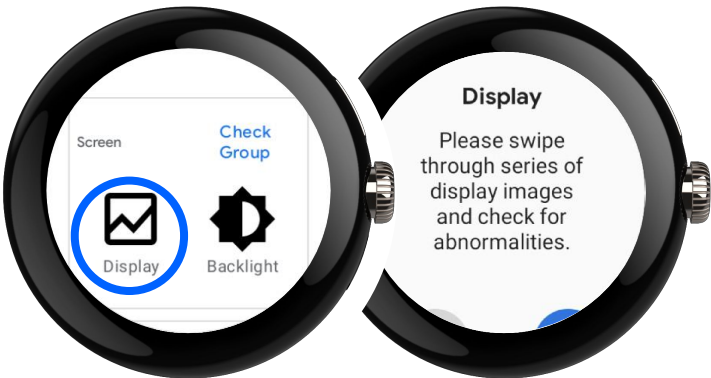 Screen
Check
Group
Display
Backlight
Display
Please swipe
through series of
display images
and check for
abnormalities.